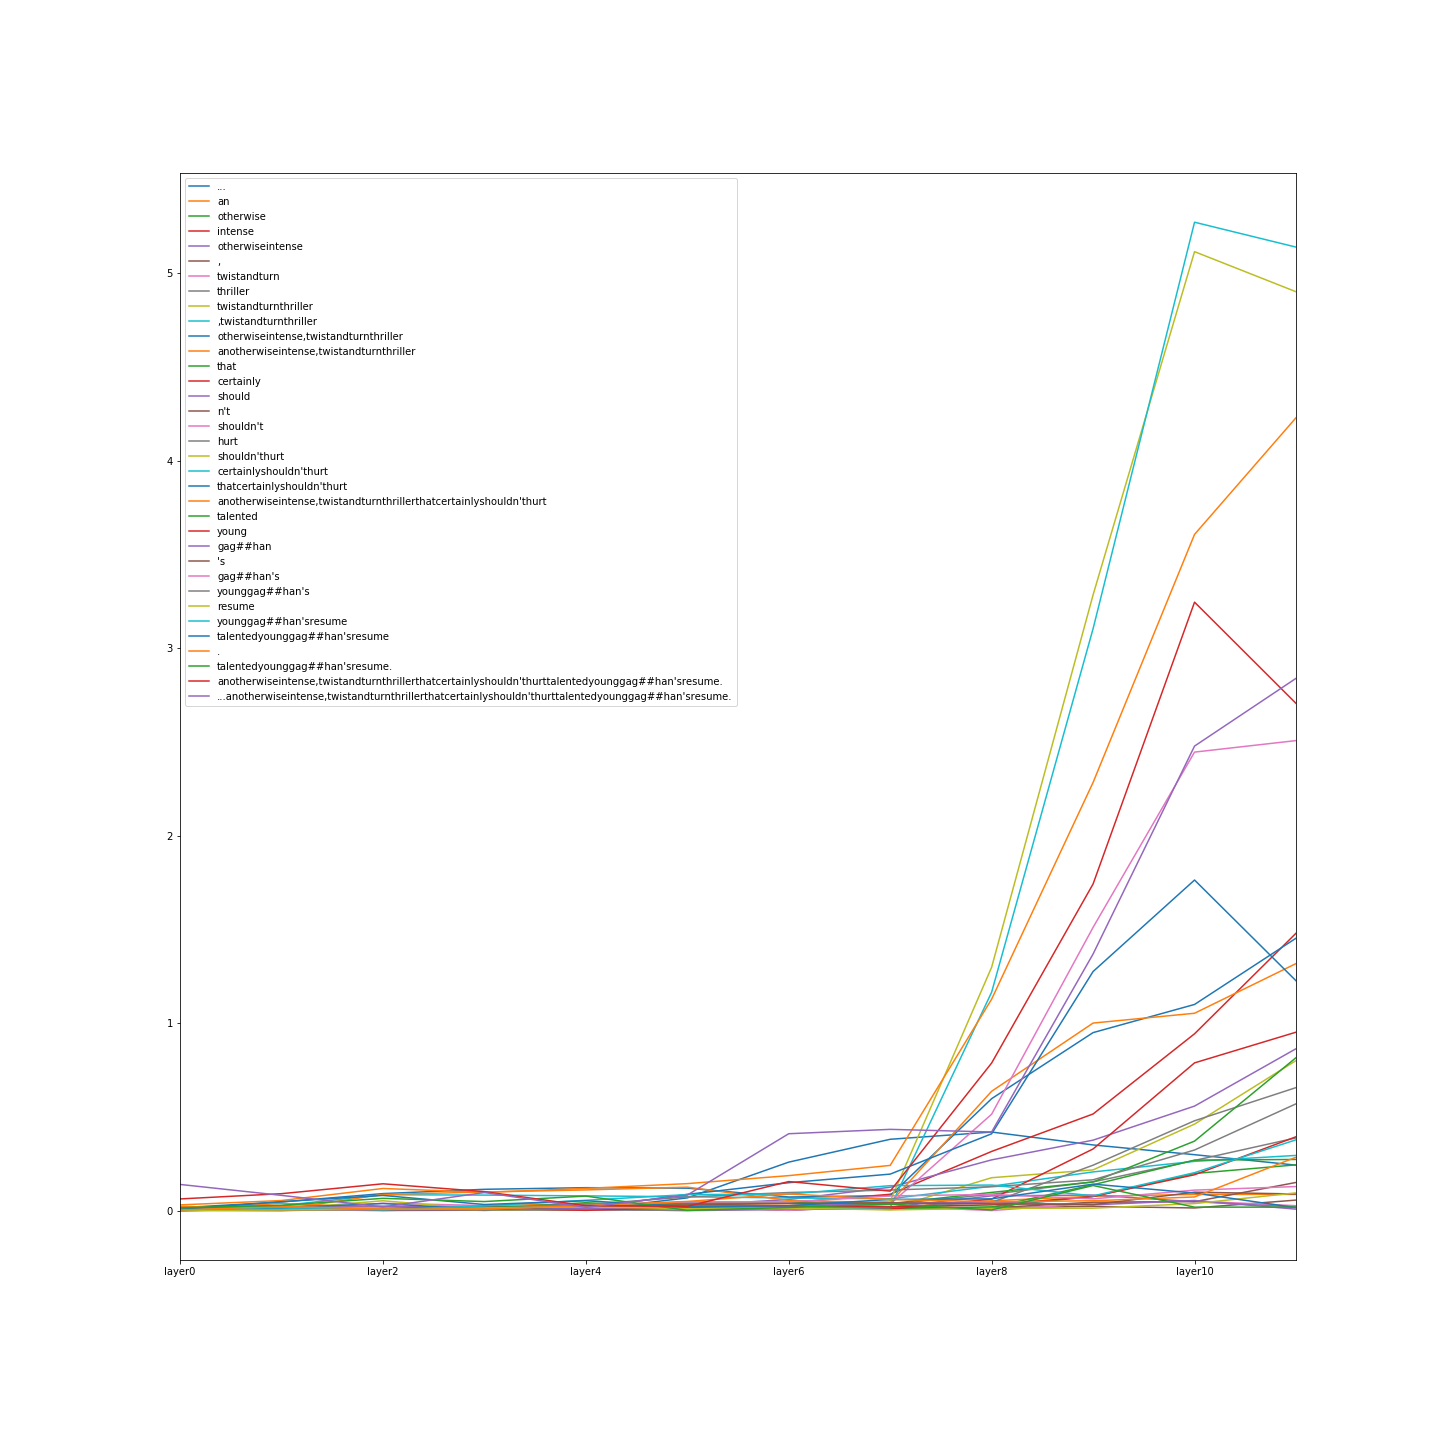 ...
an
otherwise
intense
otherwiseintense
,
twistandturn
thriller
twistandturnthriller
,twistandturnthriller
otherwiseintense,twistandturnthriller
anotherwiseintense,twistandturnthriller
that
certainly
should
n't
shouldn't
hurt
shouldn'thurt
certainlyshouldn'thurt
thatcertainlyshouldn'thurt
anotherwiseintense,twistandturnthrillerthatcertainlyshouldn'thurt
talented
young
gag##han
's
gag##han's
younggag##han's
resume
younggag##han'sresume
talentedyounggag##han'sresume
.
talentedyounggag##han'sresume.
anotherwiseintense,twistandturnthrillerthatcertainlyshouldn'thurttalentedyounggag##han'sresume.
...anotherwiseintense,twistandturnthrillerthatcertainlyshouldn'thurttalentedyounggag##han'sresume.
5
4
3
2
1
0
layer0 layer2 layer4 layer6 layer8 layer10